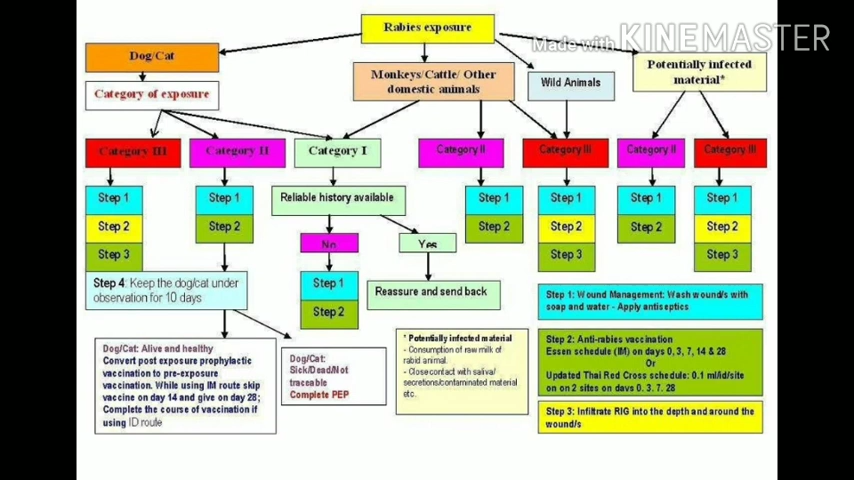 Rabies exposure
Made with KINEMASTER
Dog/Cat
Monkeys/Cattle/ Other
domestic animals
Wild Animals
Potentially infected
material*
Category of exposure
Category III
Category II
Category I
Category II
Category III
Category II
Category III
Step 1
Step 2
Step 3
Step 1
Step 2
Reliable history available
No
Yes
Step 1
Step 2
Reassure and send back
Step 1
Step 2
Step 1
Step 2
Step 3
Step 1
Step 2
Step 1
Step 2
Step 3
Step 4: Keep the dog/cat under
observation for 10 days
Dog/Cat: Alive and healthy
Convert post exposure prophylactic
vaccination to pre-exposure
vaccination. While using IM route skip
vaccine on day 14 and give on day 28;
Complete the course of vaccination if
using ID route
Dog/Cat:
Sick/Dead/Not
traceable
Complete PEP
* Potentially infected material
- Consumption of raw milk of
rabid animal.
- Close contact with saliva/
secretions/contaminated material
etc.
Step 1: Wound Management: Wash wound/s with
soap and water - Apply antiseptics
Step 2: Anti-rabies vaccination
Essen schedule (IM) on days 0, 3, 7, 14 & 28
Or
Updated Thai Red Cross schedule: 0.1 ml/id/site
on on 2 sites on days 0. 3. 7. 28
Step 3: Infiltrate RIG into the depth and around the
wound/s